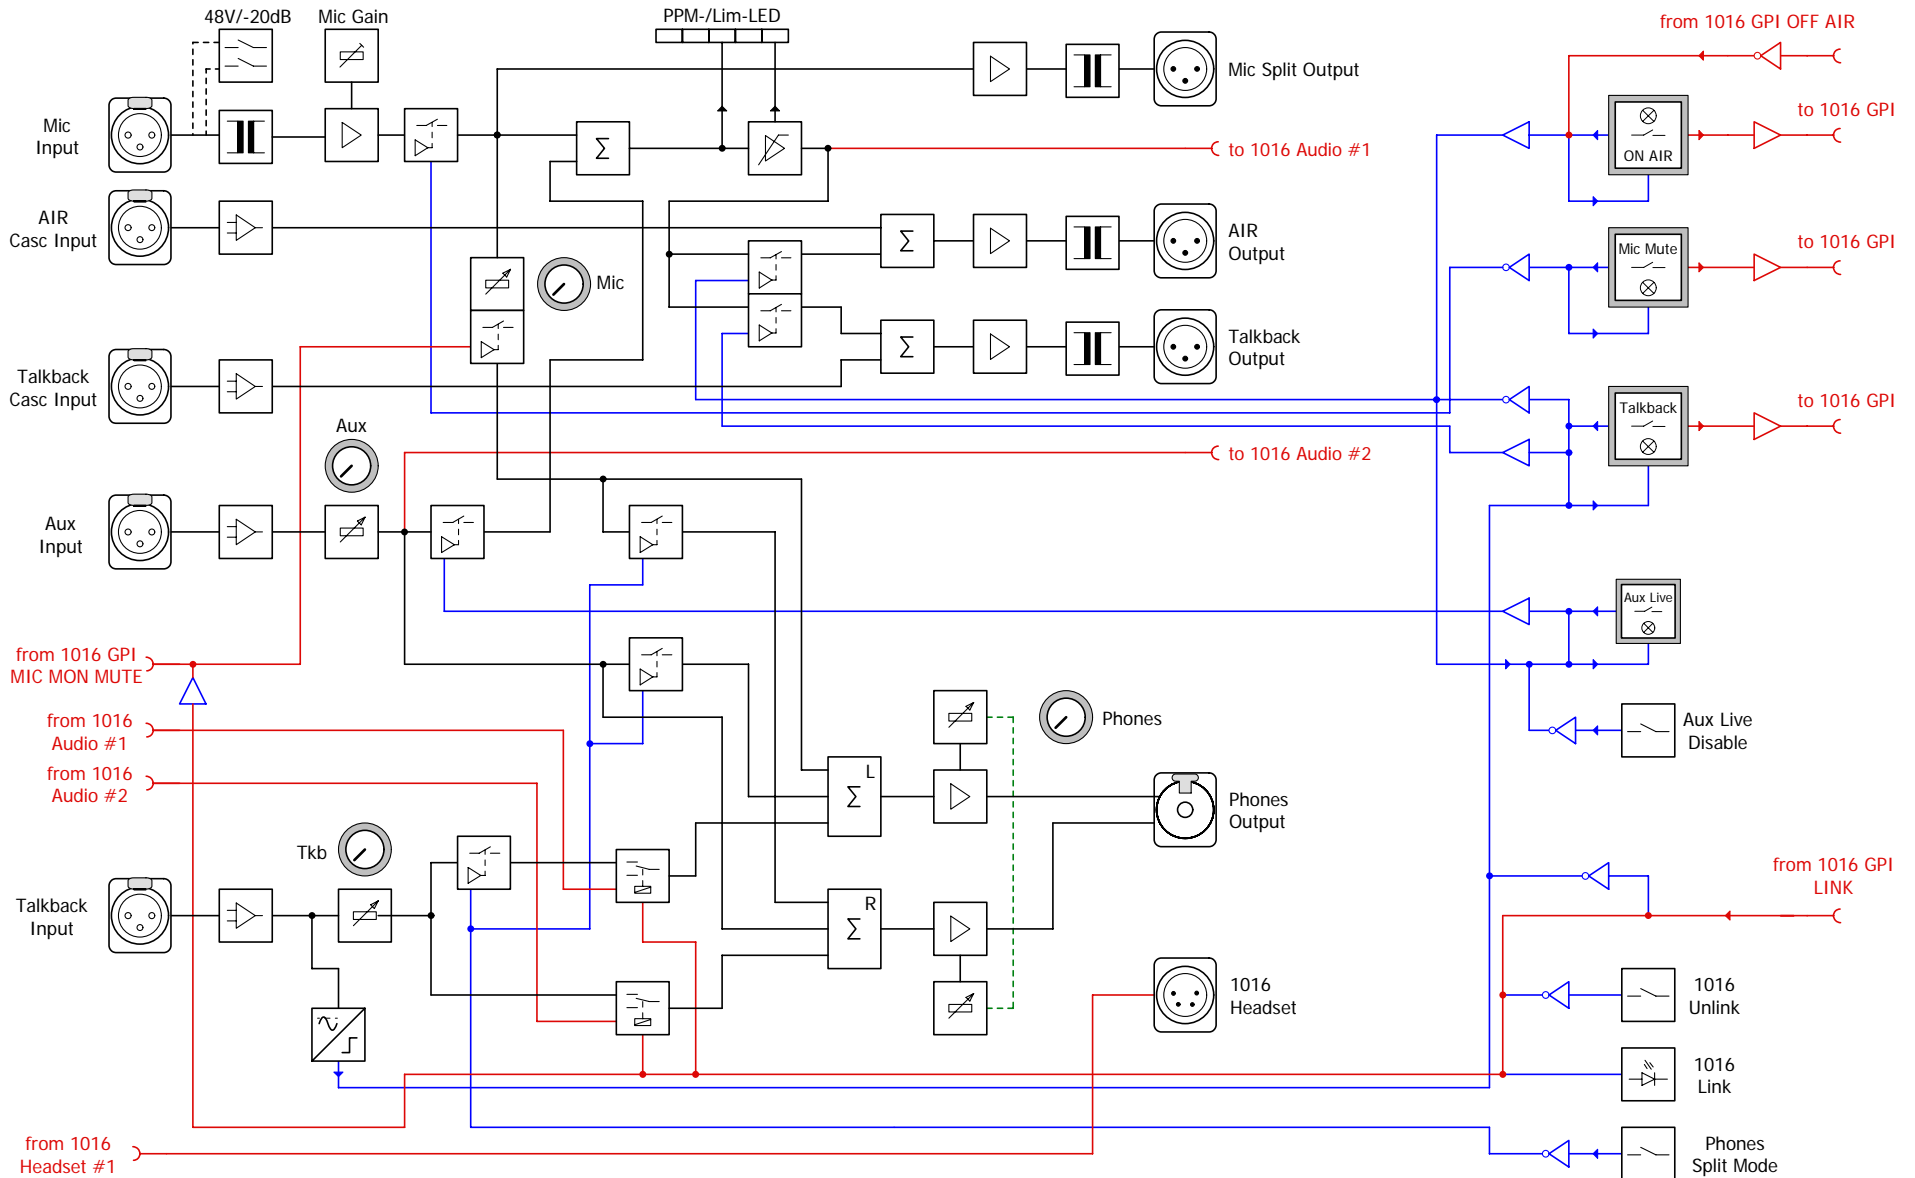 48V/-20dB
Mic Gain
PPM-/Lim-LED
from 1016 GPI OFF AIR
Mic
Input
Mic Split Output
to 1016 GPI
ON AIR
Σ
to 1016 Audio #1
AIR
Casc Input
Σ
AIR
Output
to 1016 GPI
Mic Mute
Mic
Talkback
Casc Input
Σ
Talkback
Output
to 1016 GPI
Talkback
Aux
to 1016 Audio #2
Aux
Input
Aux Live
from 1016 GPI
MIC MON MUTE
from 1016
Audio #1
Phones
Aux Live
Disable
from 1016
Audio #2
L
Σ
Phones
Output
Tkb
from 1016 GPI
LINK
Talkback
Input
R
Σ
1016
Headset
1016
Unlink
1016
Link
from 1016
Headset #1
Phones
Split Mode